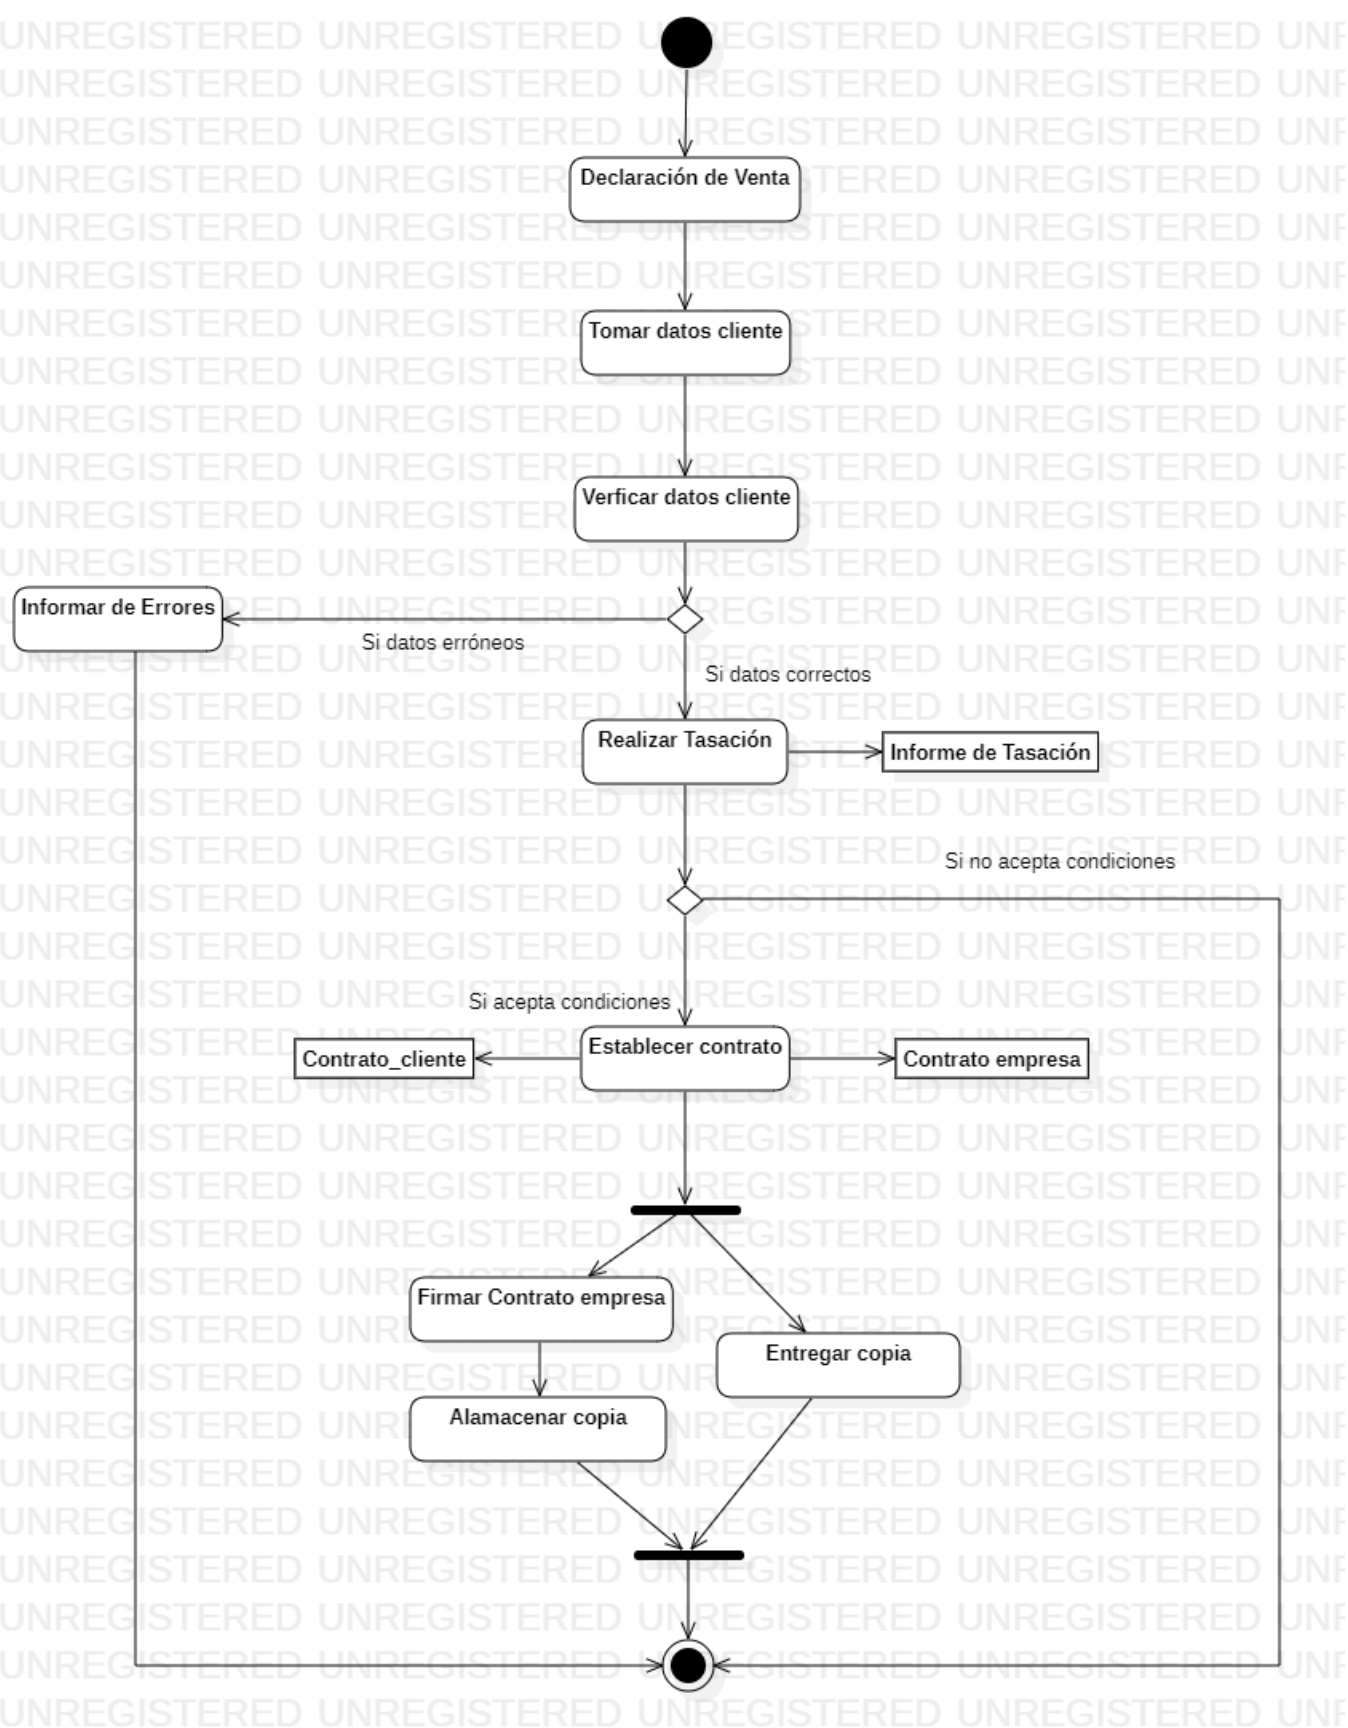 Declaración de Venta
Tomar datos cliente
Verficar datos cliente
Informar de Errores
Si datos erróneos
Si datos correctos
Realizar Tasación
Informe de Tasación
Si no acepta condiciones
Si acepta condiciones
Contrato_cliente
Establecer contrato
Contrato empresa
Firmar Contrato empresa
Entregar copia
Alamacenar copia
UNREGISTERED